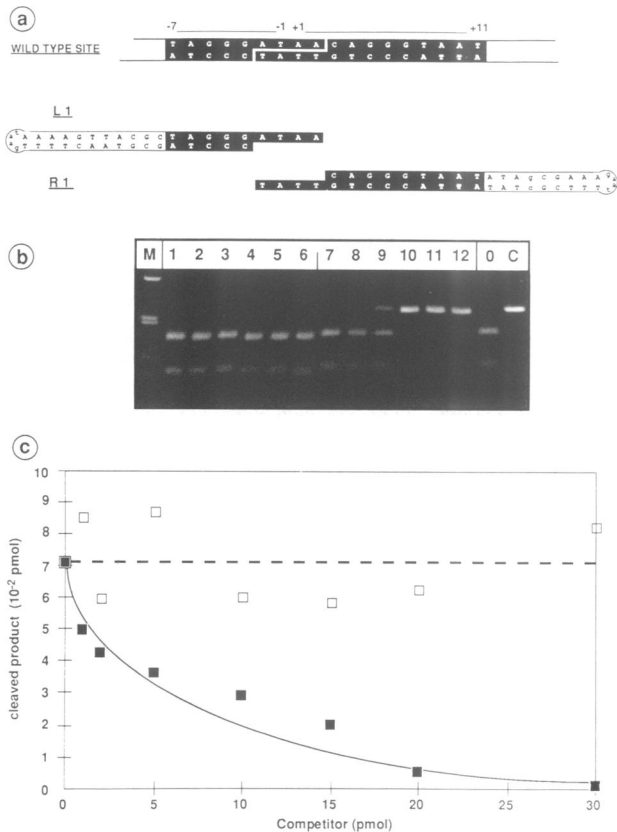 a
-7 -1 +1 +11
WILD TYPE SITE
T A G G G A T A A C A G G G T A A T
A T C C C T A T T G T C C C A T T A
L 1
A A A A G T T A C G C T A G G G A T A A
T T T T C A A T G C G A T C C C
R 1
C A G G G T A A T A T A g C G A A A
T A T T G T C C C A T T A T A T c G C T T T
b
M 1 2 3 4 5 6 7 8 9 10 11 12 0 C
c
10
9
8
7
6
5
4
3
2
1
0
cleaved product (10-2 pmol)
0 5 10 15 20 25 30
Competitor (pmol)